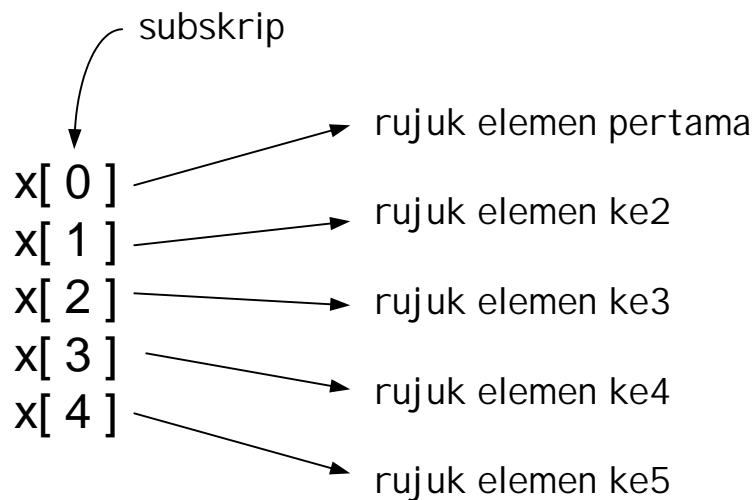 subskrip
x[ 0 ] rujuk elemen pertama
x[ 1 ] rujuk elemen ke2
x[ 2 ] rujuk elemen ke3
x[ 3 ] rujuk elemen ke4
x[ 4 ] rujuk elemen ke5